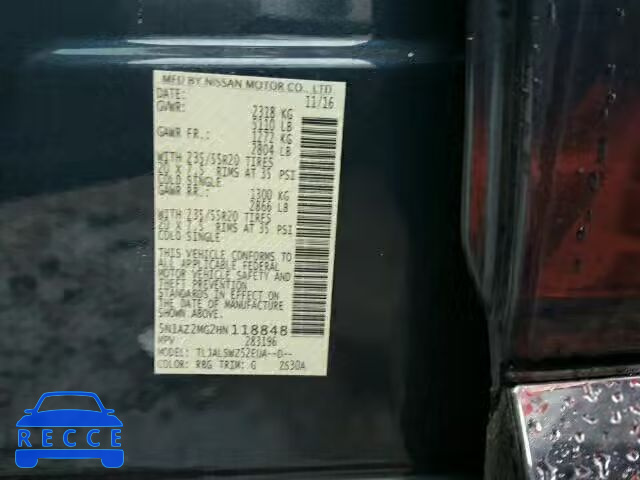 MFD BY NISSAN MOTOR CO., LTD
DATE: 11/16
GVWR: 2318 KG
5110 LB
GAWR FR.: 1272 KG
2804 LB
WITH 235/55R20 TIRES
20 X 7.5 RIMS AT 35 PSI
COLD SINGLE
GAWR RR.: 1300 KG
2866 LB
WITH 235/55R20 TIRES
20 X 7.5 RIMS AT 35 PSI
COLD SINGLE
THIS VEHICLE CONFORMS TO
ALL APPLICABLE FEDERAL
MOTOR VEHICLE SAFETY AND
THEFT PREVENTION
STANDARDS IN EFFECT ON
THE DATE OF MANUFACTURE
SHOWN ABOVE.
5N1AZ2MG2HN118848
MPV 283196
MODEL: TLJALSWZ52EUA--D--
COLOR: RBG TRIM: G 2S30A
RECCE